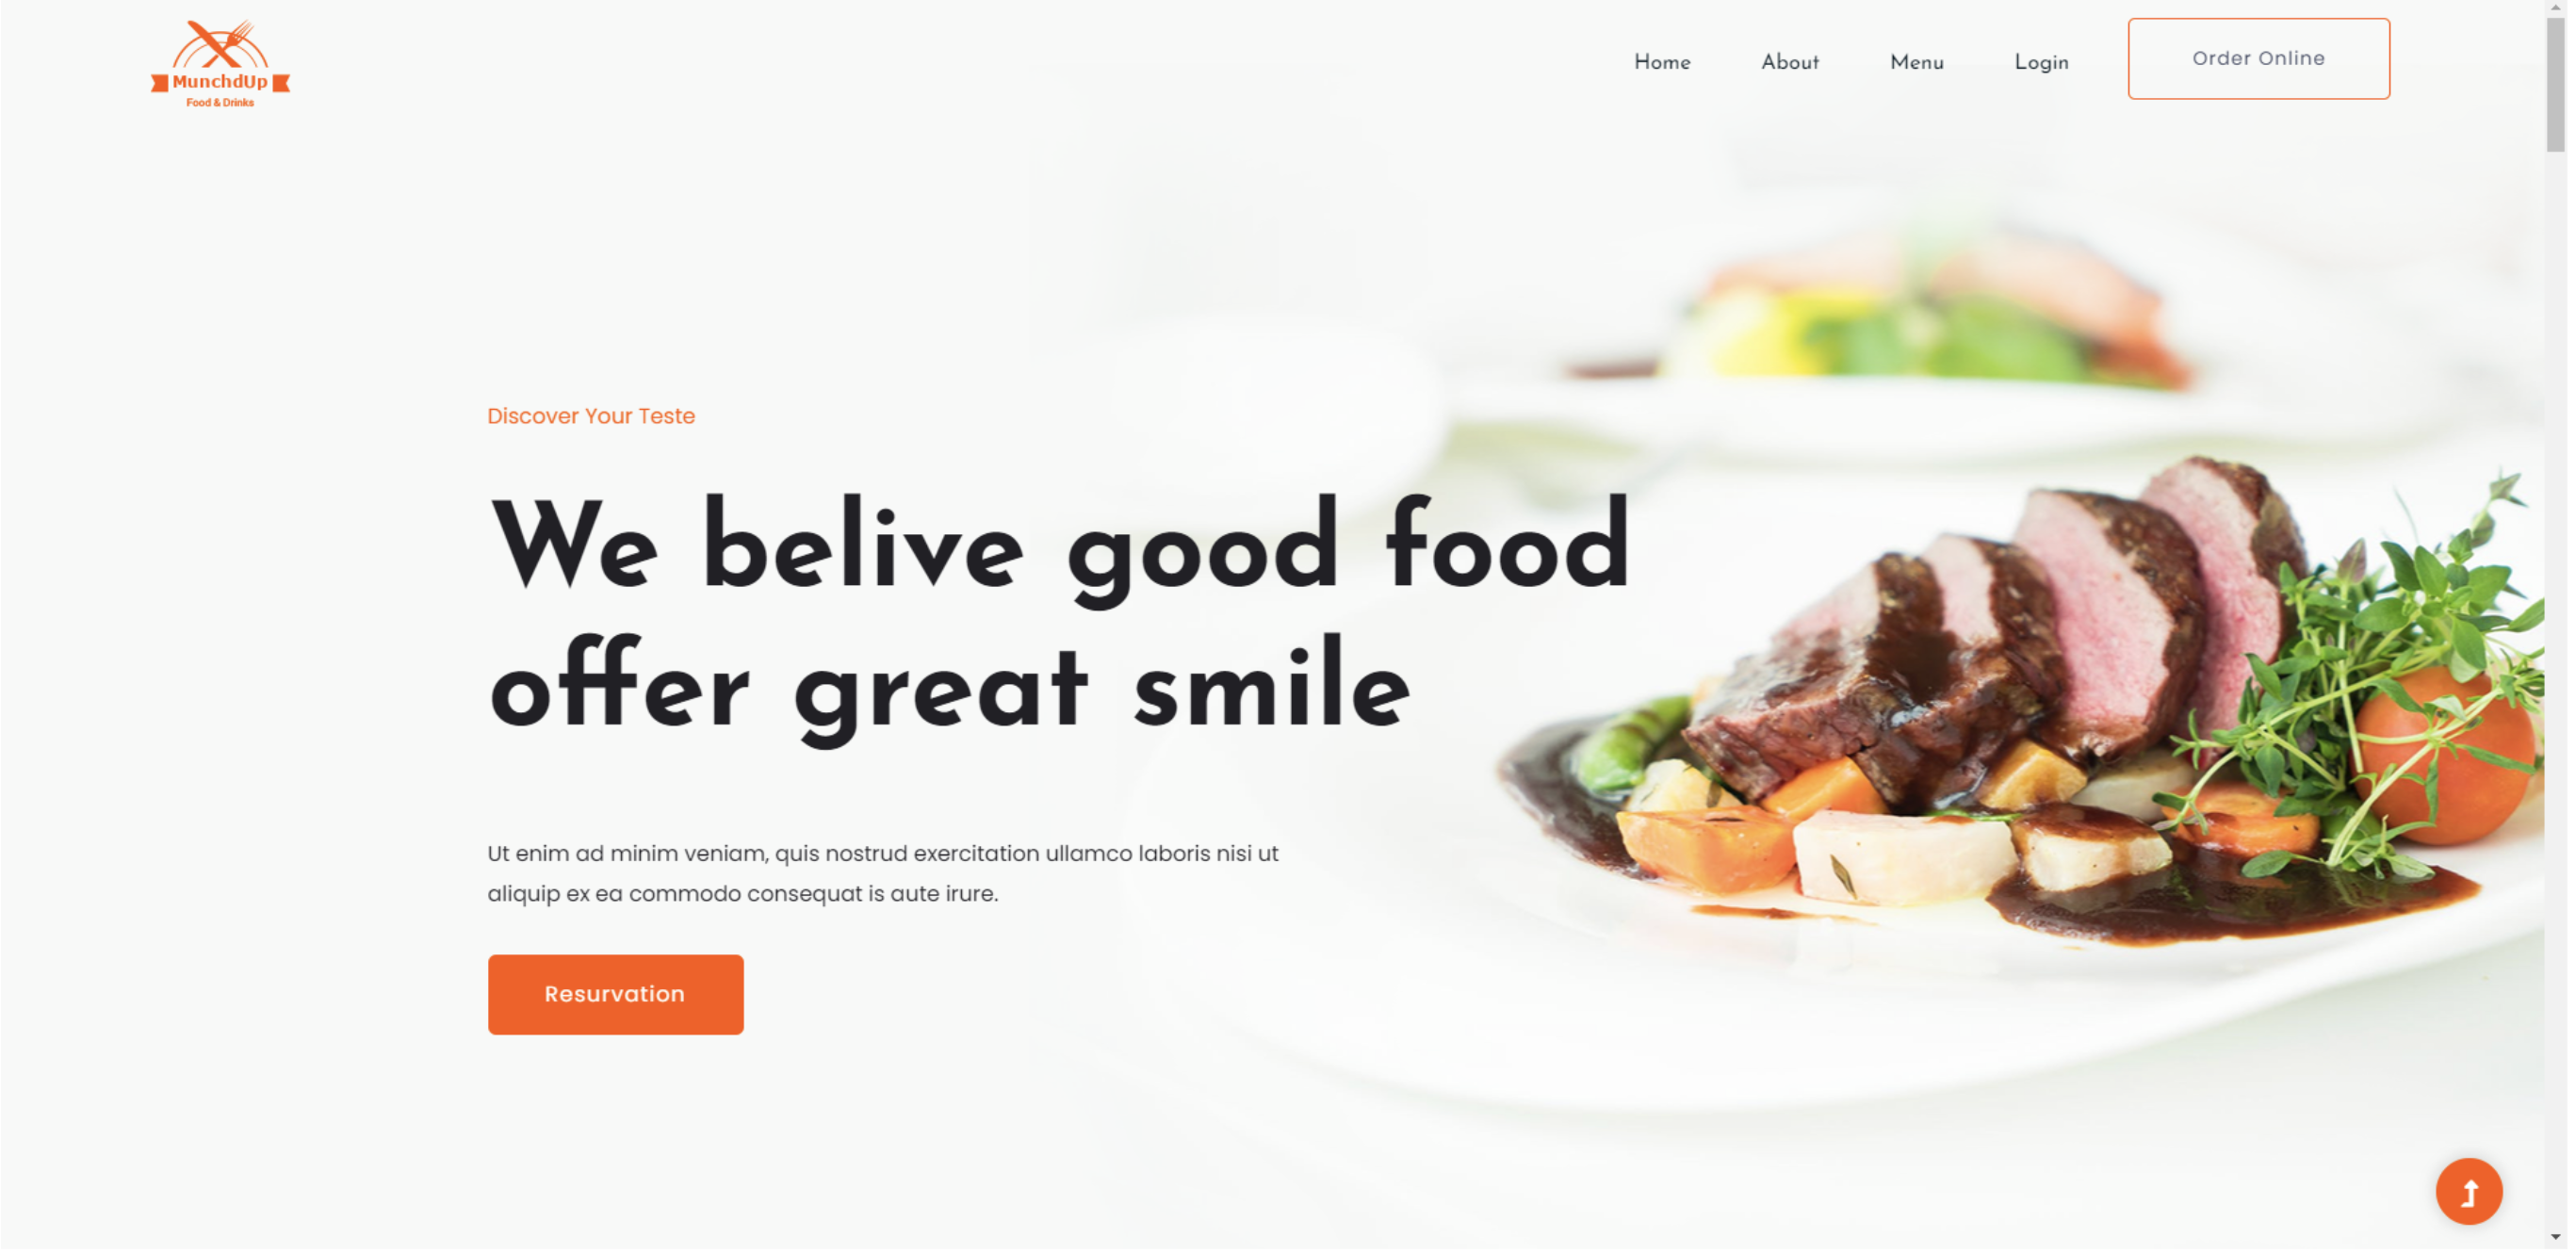 MunchdUp
Food & Drinks
Home
About
Menu
Login
Order Online
Discover Your Teste
We belive good food
offer great smile
Ut enim ad minim veniam, quis nostrud exercitation ullamco laboris nisi ut
aliquip ex ea commodo consequat is aute irure.
Resurvation